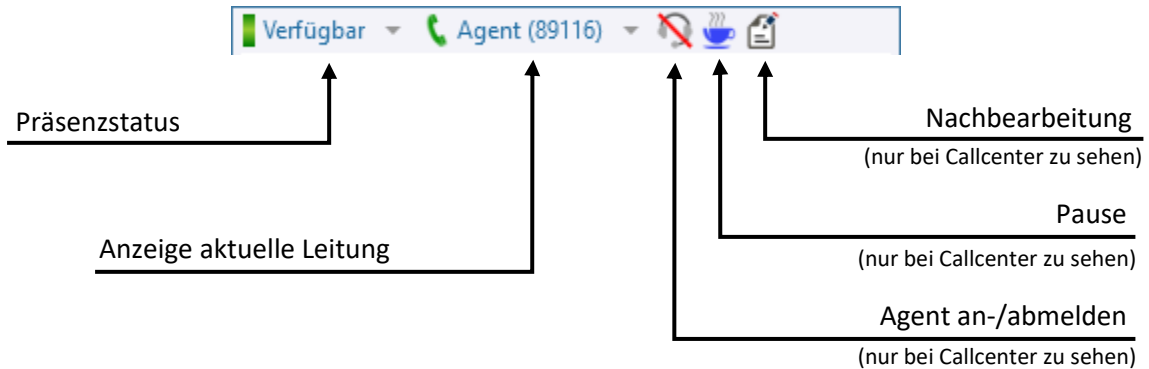 Verfügbar Agent (89116)
Präsenzstatus
Nachbearbeitung
(nur bei Callcenter zu sehen)
Pause
Anzeige aktuelle Leitung
(nur bei Callcenter zu sehen)
Agent an-/abmelden
(nur bei Callcenter zu sehen)